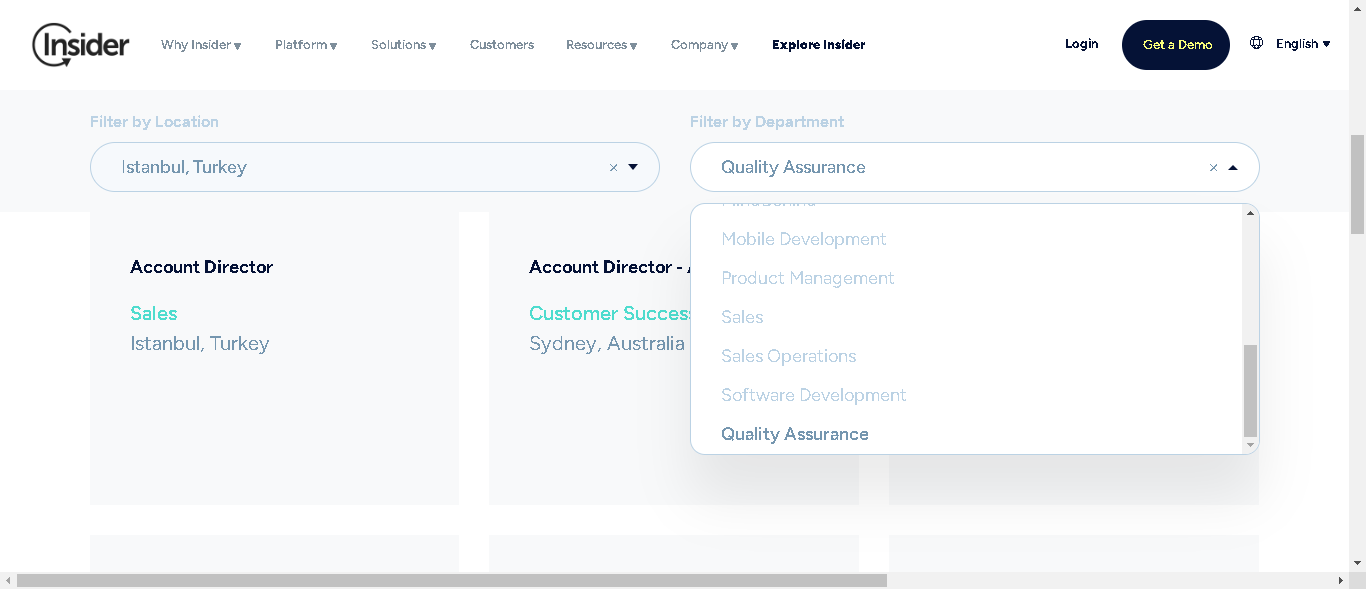 Insider
Why Insider ▼ Platform ▼ Solutions ▼ Customers Resources ▼ Company ▼ Explore Insider Login Get a Demo English ▼
Filter by Location
Filter by Department
Istanbul, Turkey × ▼
Quality Assurance × ▲
Mobile Development
Product Management
Sales
Sales Operations
Software Development
Quality Assurance
Account Director
Sales
Istanbul, Turkey
Account Director -
Customer Success
Sydney, Australia